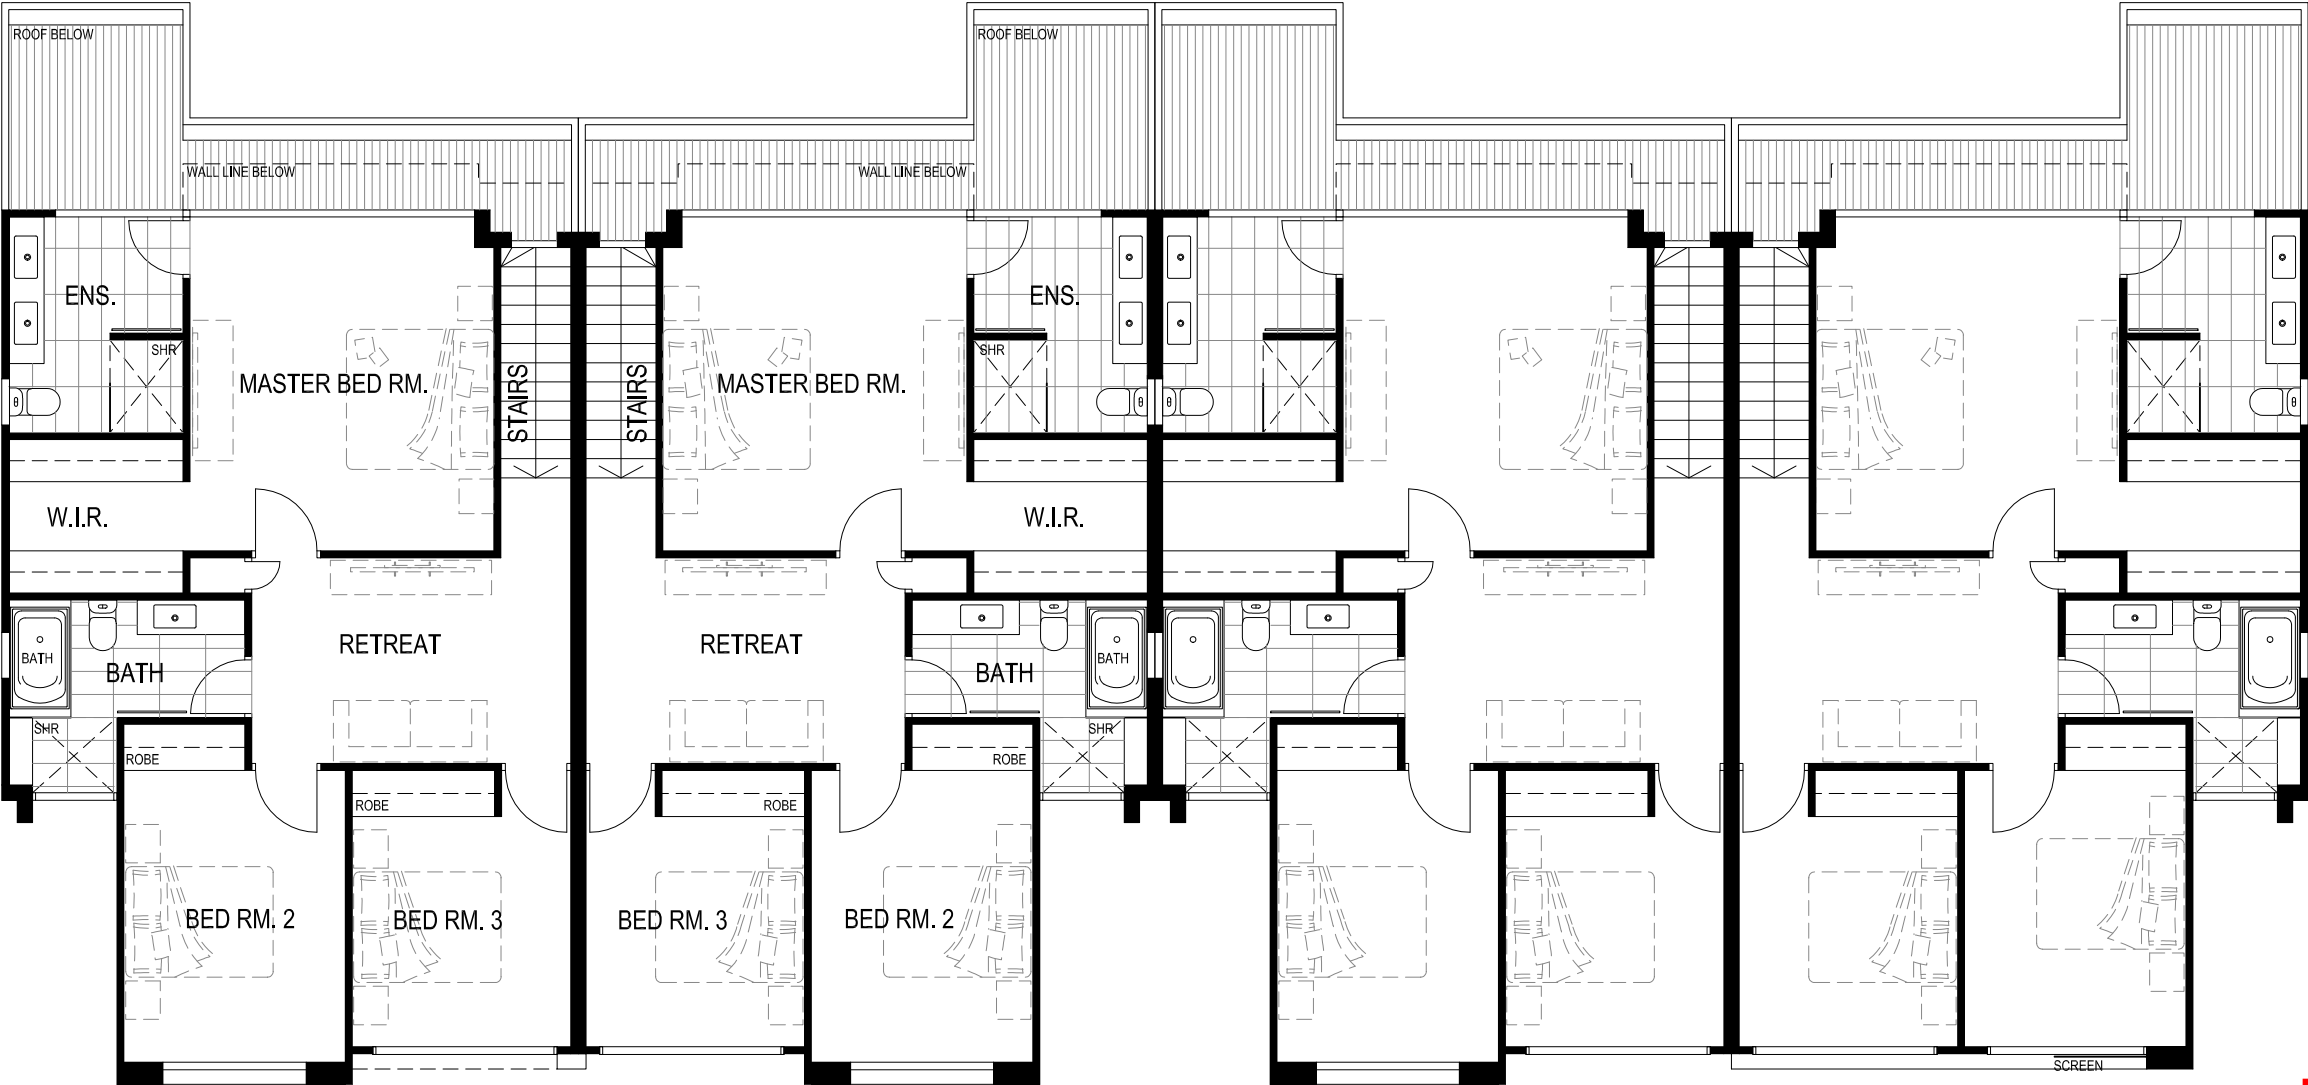 ROOF BELOW
ROOF BELOW
WALL LINE BELOW
WALL LINE BELOW
ENS.
ENS.
SHR
SHR
MASTER BED RM.
STAIRS
STAIRS
MASTER BED RM.
W.I.R.
W.I.R.
RETREAT
RETREAT
BATH
BATH
BATH
BATH
SHR
SHR
ROBE
ROBE
ROBE
ROBE
BED RM. 2
BED RM. 3
BED RM. 3
BED RM. 2
SCREEN